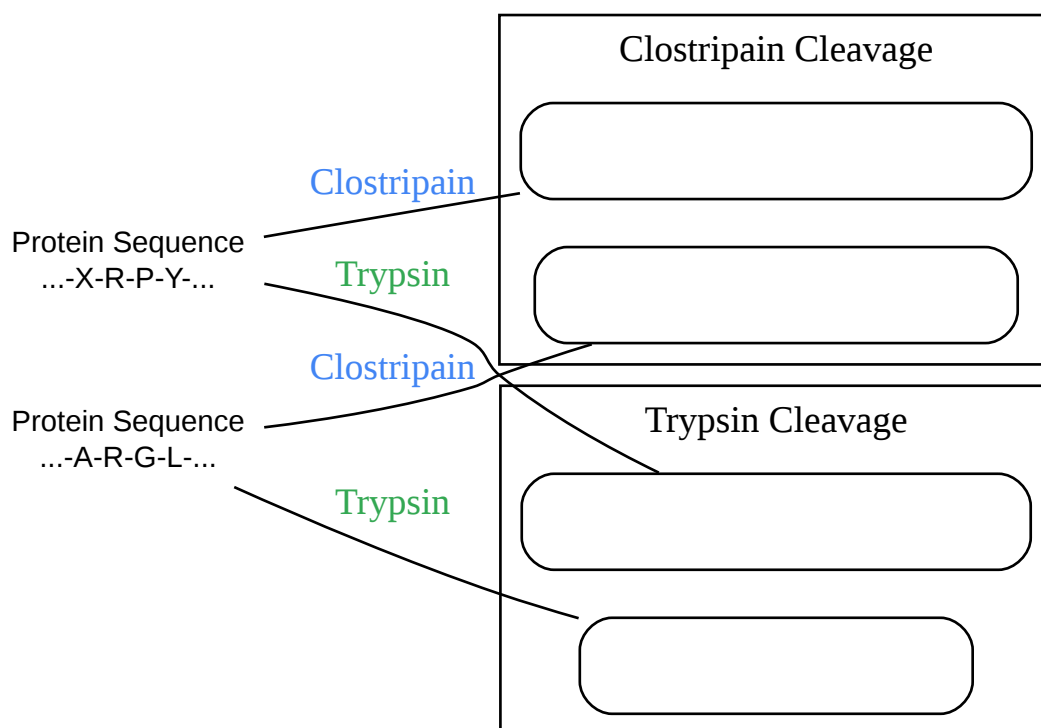 Clostripain Cleavage
Clostripain
Protein Sequence
...-X-R-P-Y-...
Trypsin
Clostripain
Protein Sequence
...-A-R-G-L-...
Trypsin Cleavage
Trypsin